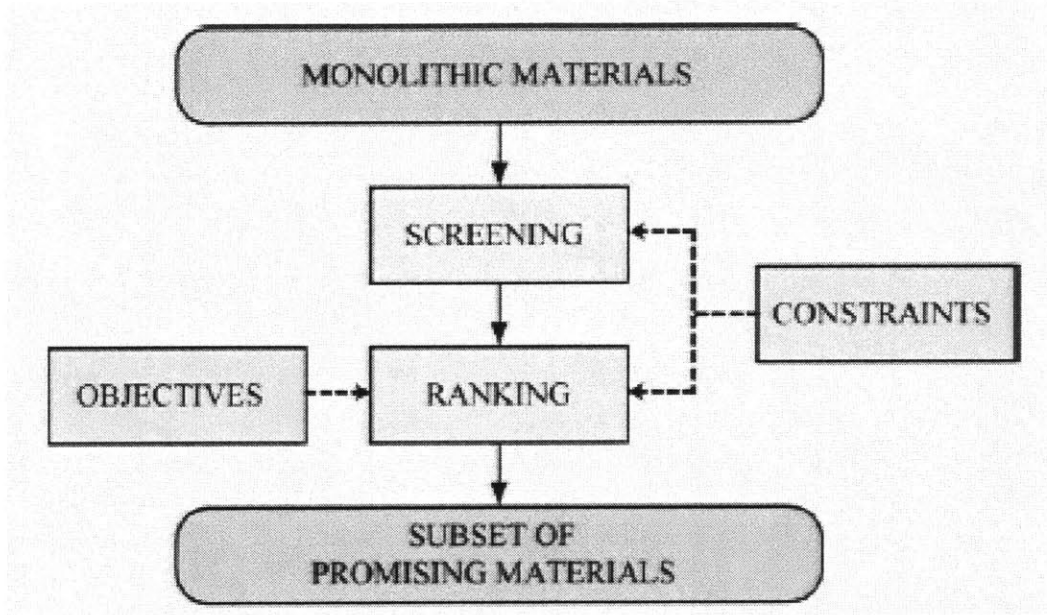 MONOLITHIC MATERIALS
SCREENING
CONSTRAINTS
OBJECTIVES
RANKING
SUBSET OF
PROMISING MATERIALS